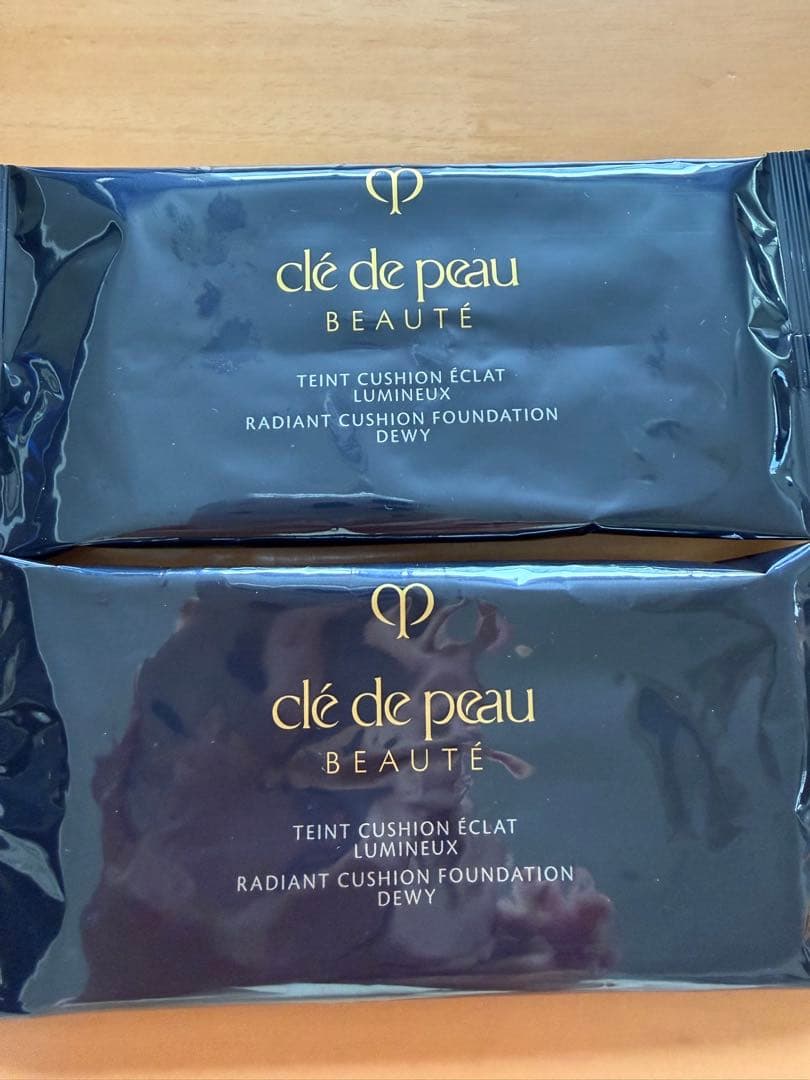 clé de peau
BEAUTÉ
TEINT CUSHION ÉCLAT
LUMINEUX
RADIANT CUSHION FOUNDATION
DEWY
clé de peau
BEAUTÉ
TEINT CUSHION ÉCLAT
LUMINEUX
RADIANT CUSHION FOUNDATION
DEWY